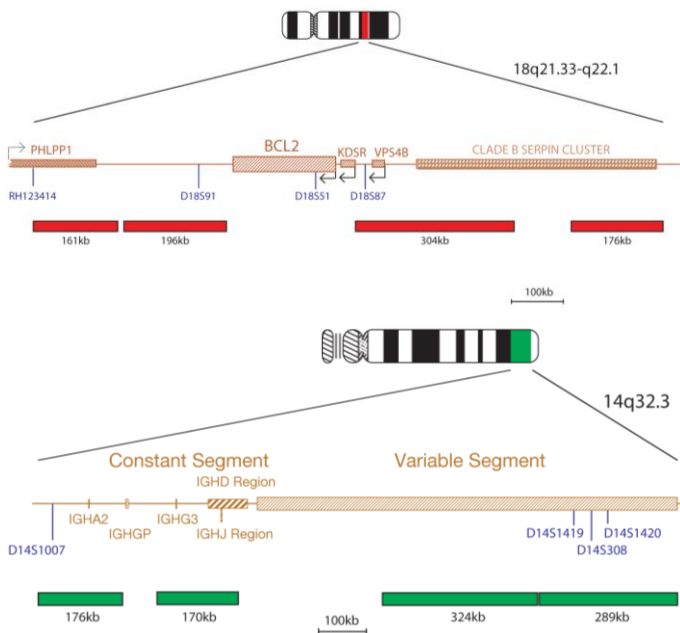 18q21.33-q22.1
PHLPP1
BCL2
KDSR
VPS4B
CLADE B SERPIN CLUSTER
RH123414
D18S91
D18S51
D18S87
161kb
196kb
304kb
176kb
100kb
14q32.3
Constant Segment
Variable Segment
IGHD Region
IGHA2
IGHGP
IGHG3
IGHJ Region
D14S1007
D14S1419
D14S308
D14S1420
176kb
170kb
100kb
324kb
289kb